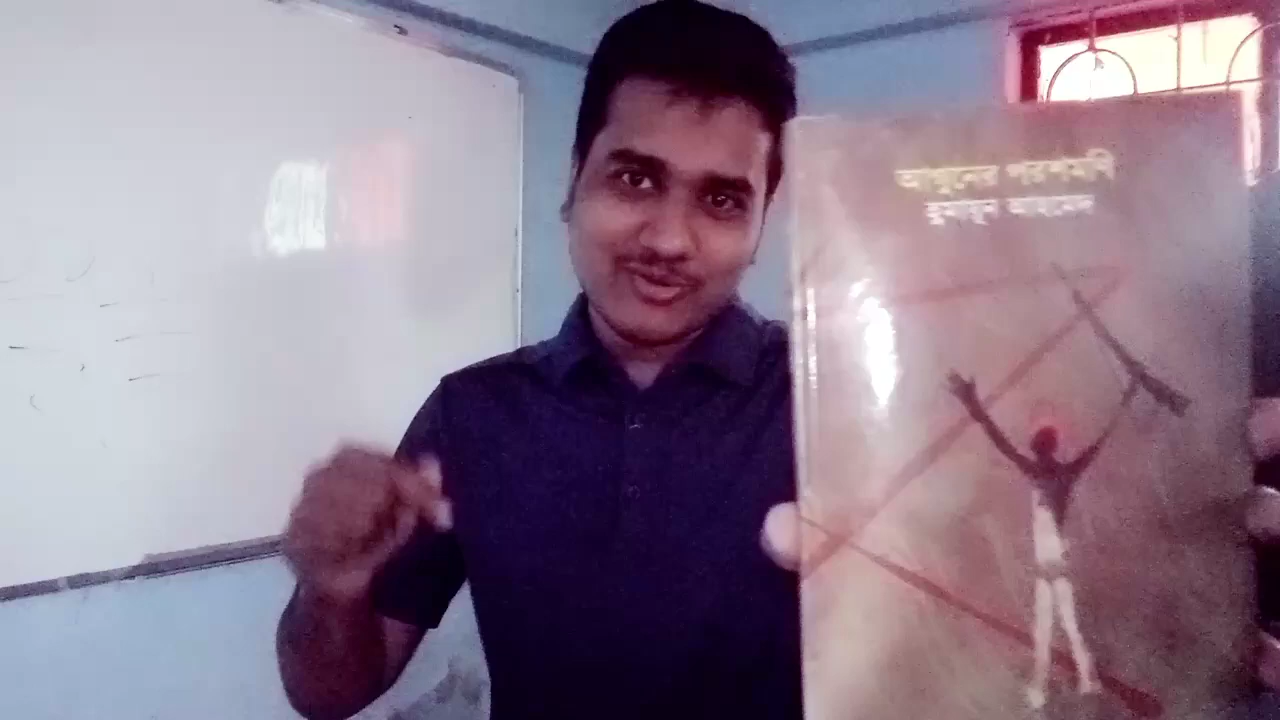 আগুনের পরশমণি
হুমায়ূন আহমেদ